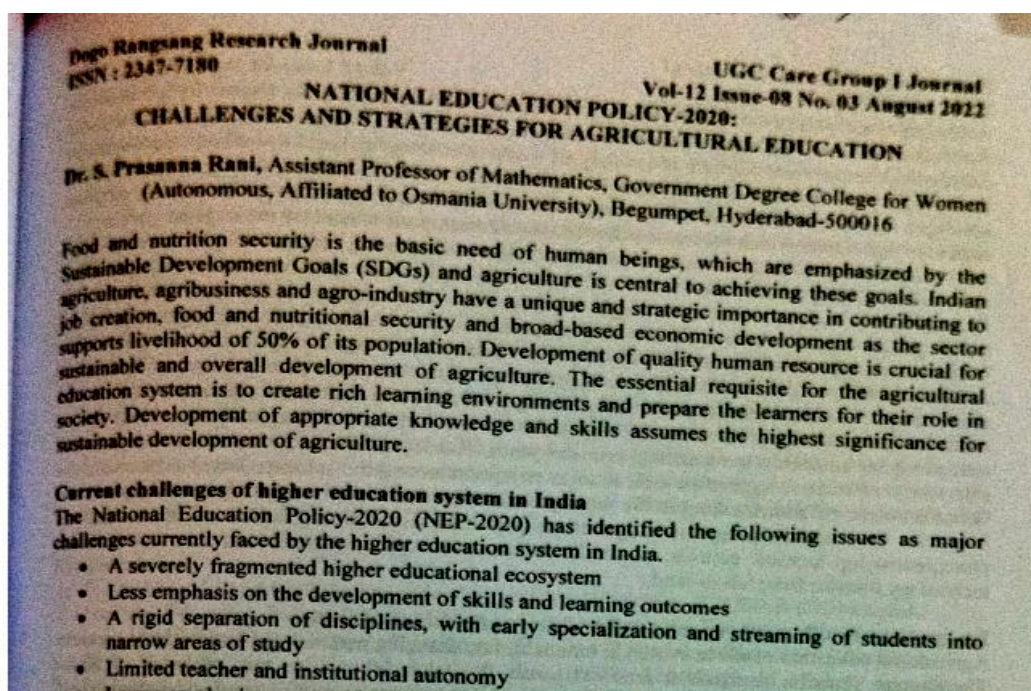 Dogo Rangsang Research Journal
ISSN : 2347-7180
UGC Care Group I Journal
Vol-12 Issue-08 No. 03 August 2022
NATIONAL EDUCATION POLICY-2020:
CHALLENGES AND STRATEGIES FOR AGRICULTURAL EDUCATION
Dr. S. Prasanna Rani, Assistant Professor of Mathematics, Government Degree College for Women
(Autonomous, Affiliated to Osmania University), Begumpet, Hyderabad-500016
Food and nutrition security is the basic need of human beings, which are emphasized by the
Sustainable Development Goals (SDGs) and agriculture is central to achieving these goals. Indian
agriculture, agribusiness and agro-industry have a unique and strategic importance in contributing to
job creation, food and nutritional security and broad-based economic development as the sector
supports livelihood of 50% of its population. Development of quality human resource is crucial for
sustainable and overall development of agriculture. The essential requisite for the agricultural
education system is to create rich learning environments and prepare the learners for their role in
society. Development of appropriate knowledge and skills assumes the highest significance for
sustainable development of agriculture.
Current challenges of higher education system in India
The National Education Policy-2020 (NEP-2020) has identified the following issues as major
challenges currently faced by the higher education system in India.
• A severely fragmented higher educational ecosystem
• Less emphasis on the development of skills and learning outcomes
• A rigid separation of disciplines, with early specialization and streaming of students into
narrow areas of study
• Limited teacher and institutional autonomy